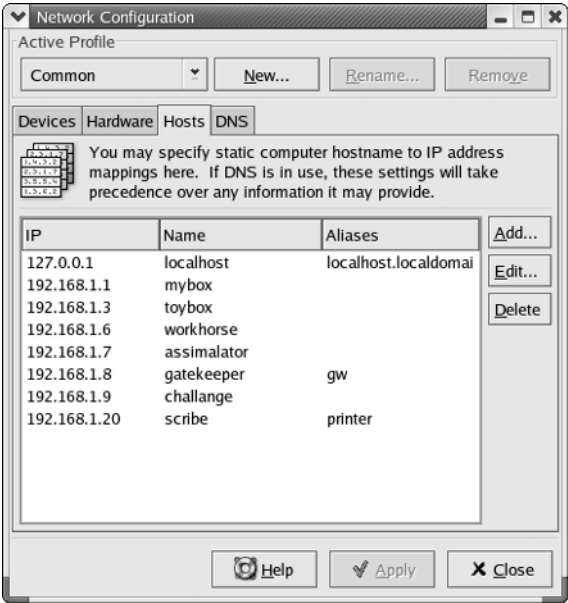 Network Configuration
Active Profile
Common New... Rename... Remove
Devices Hardware Hosts DNS
You may specify static computer hostname to IP address
mappings here. If DNS is in use, these settings will take
precedence over any information it may provide.
IP Name Aliases
127.0.0.1 localhost localhost.localdomai
192.168.1.1 mybox
192.168.1.3 toybox
192.168.1.6 workhorse
192.168.1.7 assimalator
192.168.1.8 gatekeeper gw
192.168.1.9 challange
192.168.1.20 scribe printer
Add...
Edit...
Delete
Help Apply Close